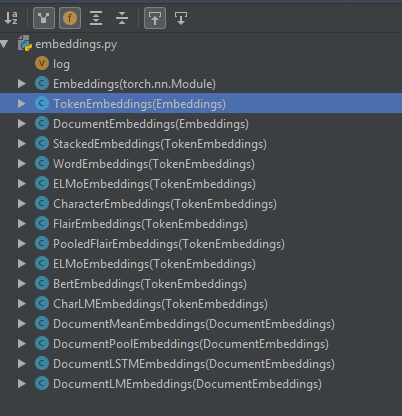 embeddings.py
log
Embeddings(torch.nn.Module)
TokenEmbeddings(Embeddings)
DocumentEmbeddings(Embeddings)
StackedEmbeddings(TokenEmbeddings)
WordEmbeddings(TokenEmbeddings)
ELMoEmbeddings(TokenEmbeddings)
CharacterEmbeddings(TokenEmbeddings)
FlairEmbeddings(TokenEmbeddings)
PooledFlairEmbeddings(TokenEmbeddings)
ELMoEmbeddings(TokenEmbeddings)
BertEmbeddings(TokenEmbeddings)
CharLMEmbeddings(TokenEmbeddings)
DocumentMeanEmbeddings(DocumentEmbeddings)
DocumentPoolEmbeddings(DocumentEmbeddings)
DocumentLSTMEmbeddings(DocumentEmbeddings)
DocumentLMEmbeddings(DocumentEmbeddings)